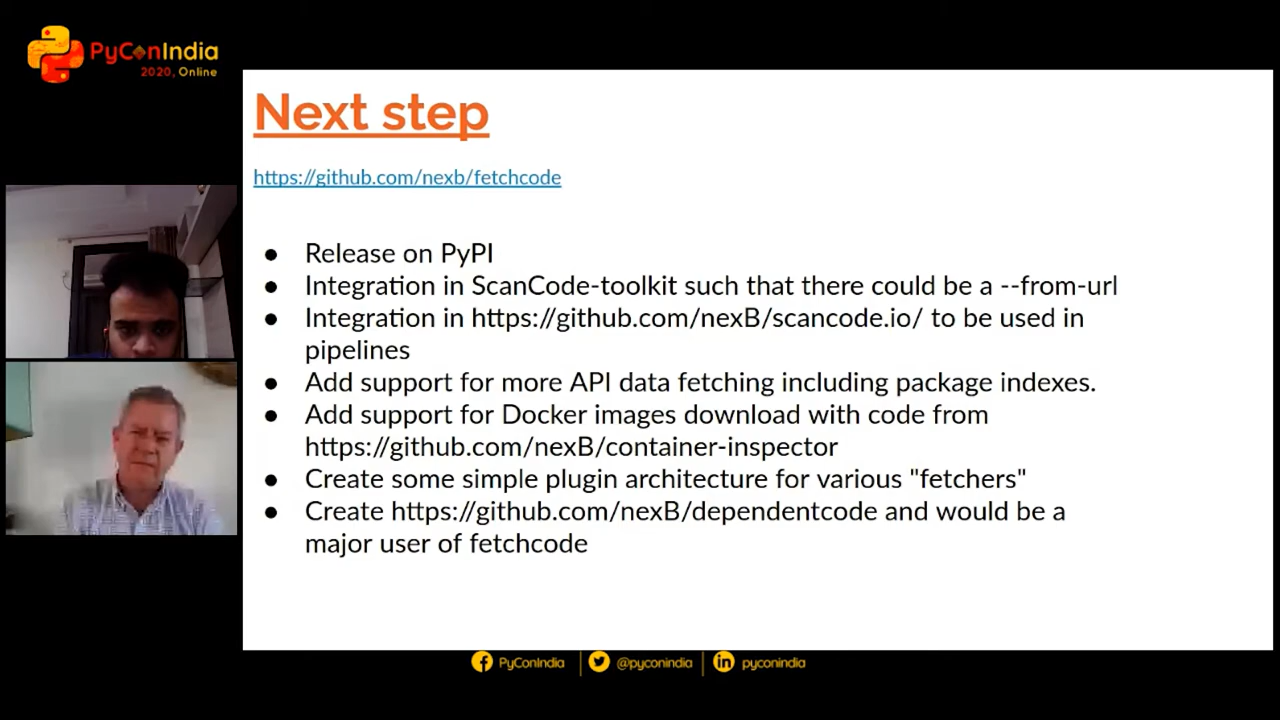 PyConIndia
2020, Online
Next step
https://github.com/nexb/fetchcode
● Release on PyPI
● Integration in ScanCode-toolkit such that there could be a --from-url
● Integration in https://github.com/nexB/scancode.io/ to be used in
pipelines
● Add support for more API data fetching including package indexes.
● Add support for Docker images download with code from
https://github.com/nexB/container-inspector
● Create some simple plugin architecture for various "fetchers"
● Create https://github.com/nexB/dependentcode and would be a
major user of fetchcode
PyConIndia @pyconindia pyconindia